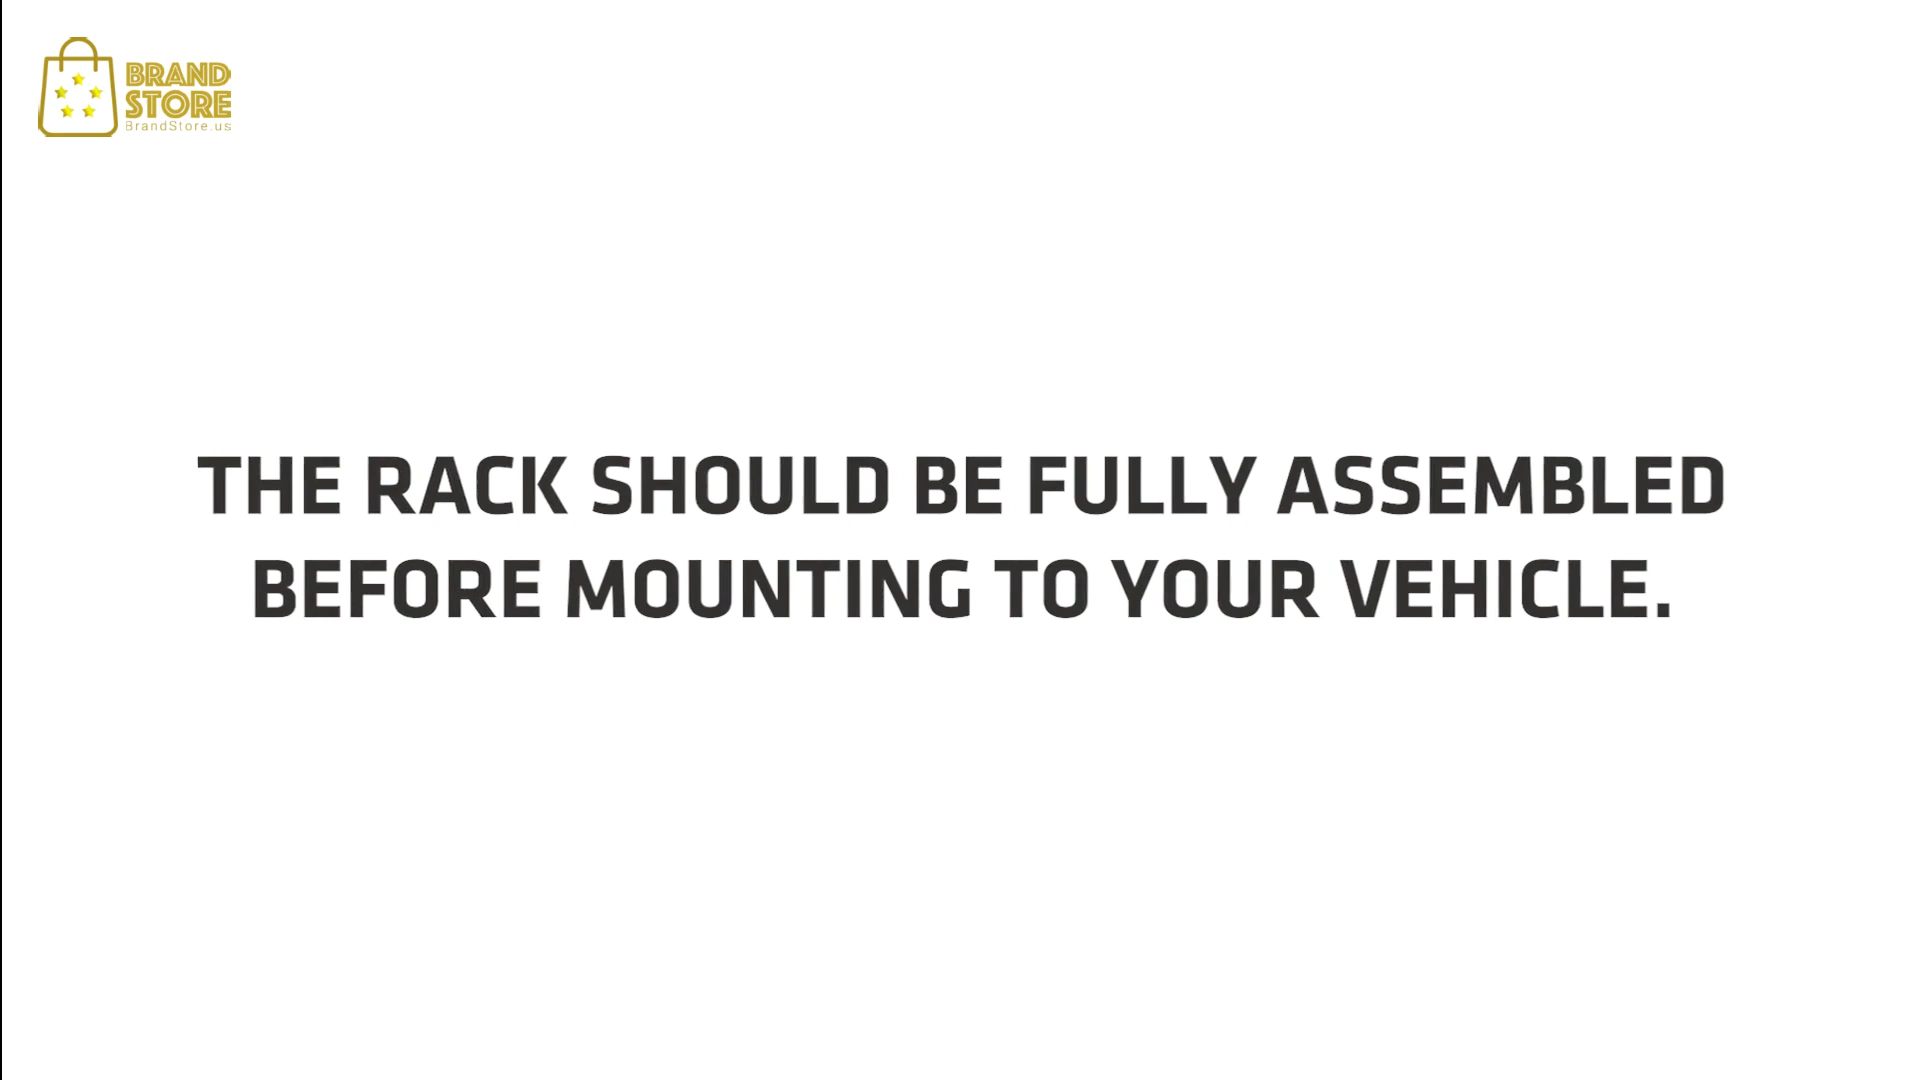 BRAND
STORE
BrandStore.us
THE RACK SHOULD BE FULLY ASSEMBLED
BEFORE MOUNTING TO YOUR VEHICLE.